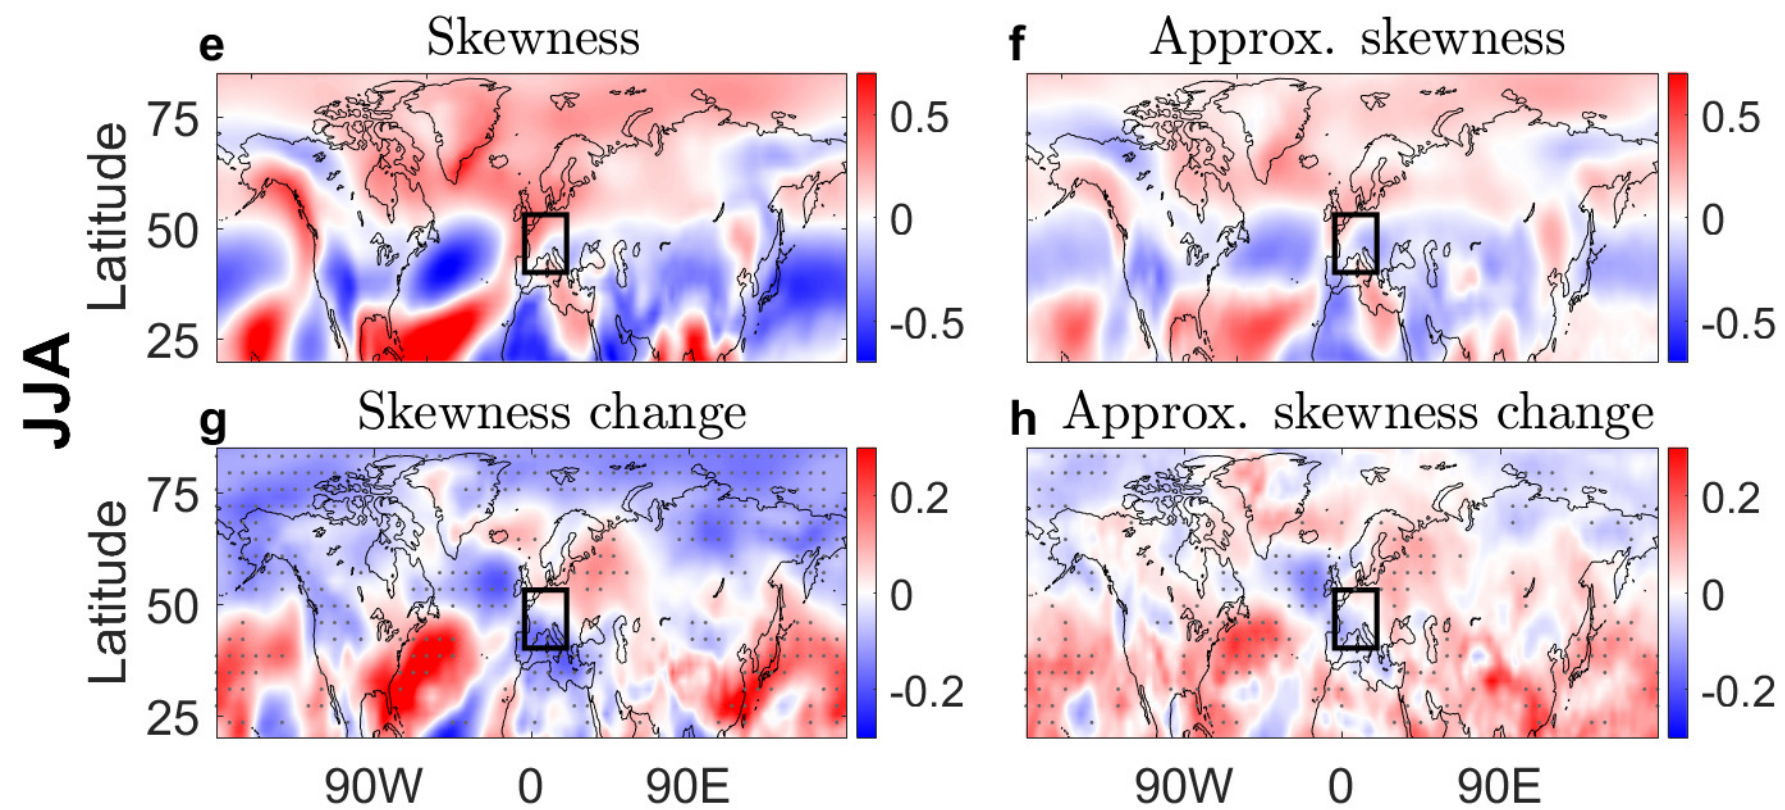 e Skewness
f Approx. skewness
JJA
Latitude
75
50
25
0.5
0
-0.5
0.5
0
-0.5
g Skewness change
h Approx. skewness change
Latitude
75
50
25
0.2
0
-0.2
0.2
0
-0.2
90W 0 90E
90W 0 90E